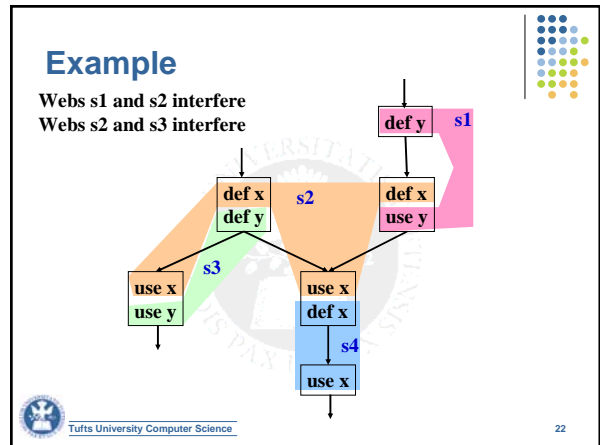 Example
Webs s1 and s2 interfere
Webs s2 and s3 interfere
def y
s1
def x
def y
s2
def x
use y
s3
use x
use y
use x
def x
s4
use x
Tufts University Computer Science
22